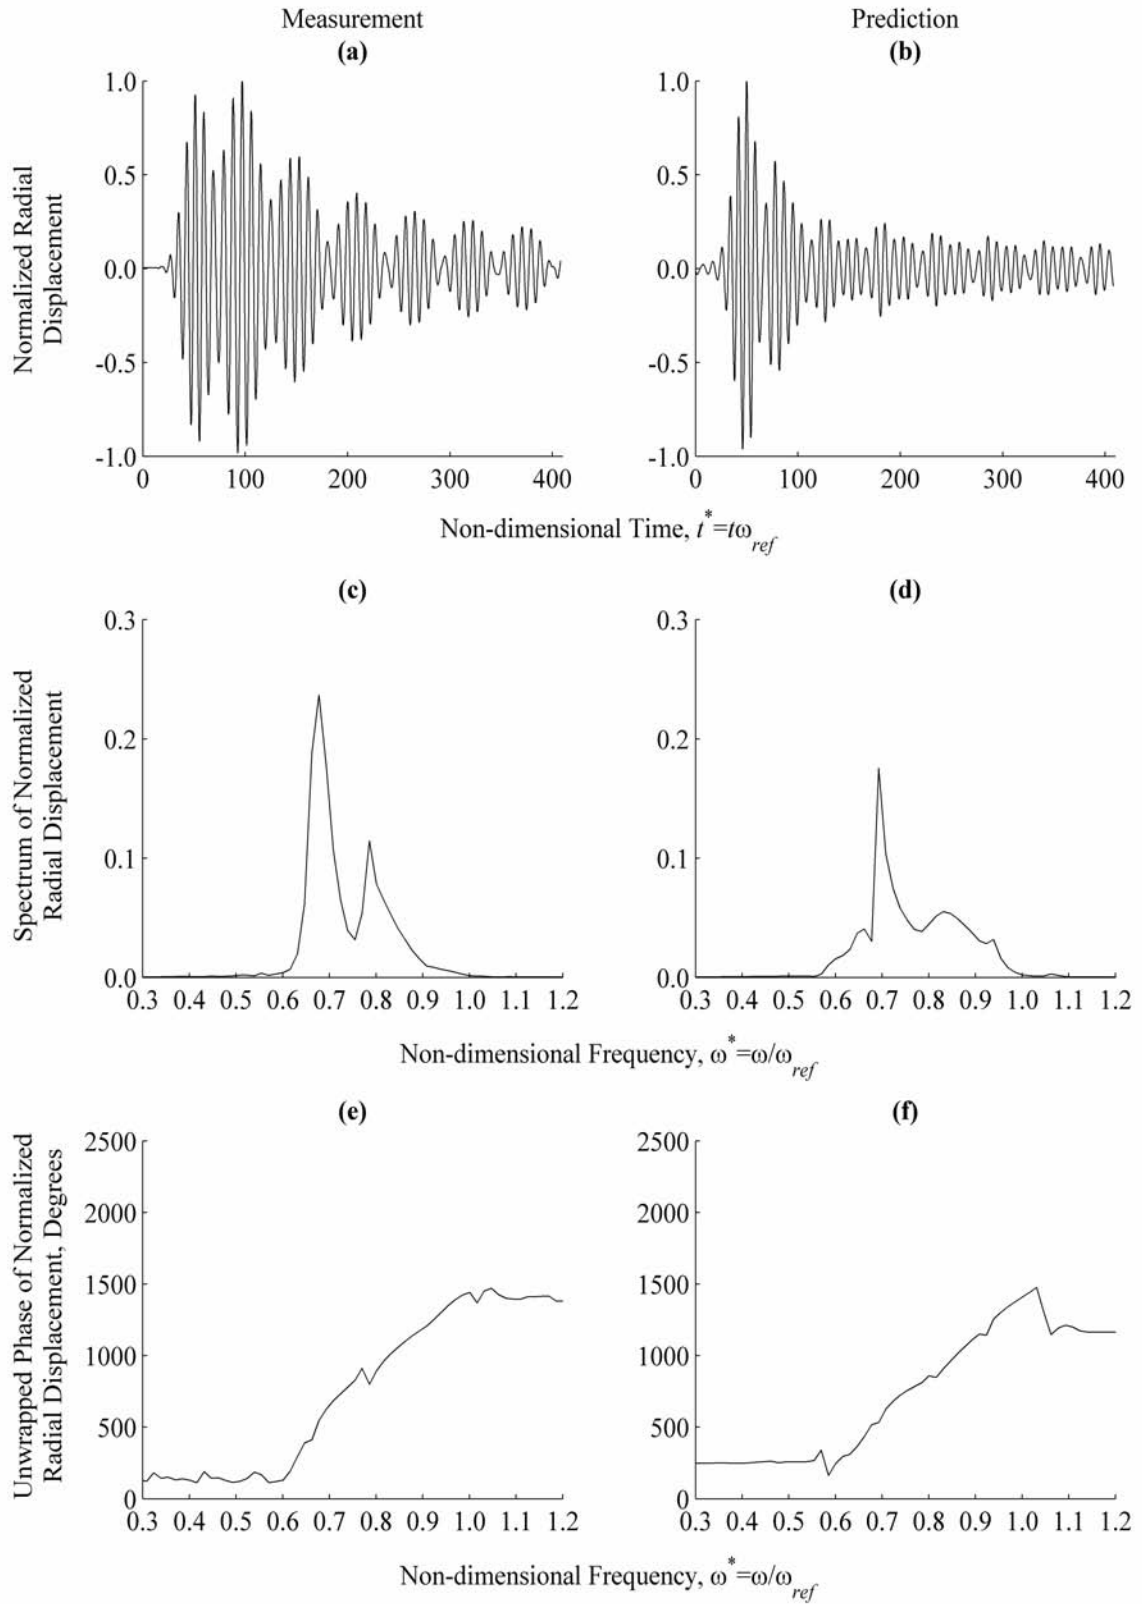 Measurement
Prediction
(a)
(b)
Normalized Radial
Displacement
1.0
0.5
0.0
-0.5
-1.0
0 100 200 300 400
1.0
0.5
0.0
-0.5
-1.0
0 100 200 300 400
Non-dimensional Time, t*=tω_ref
(c)
(d)
Spectrum of Normalized
Radial Displacement
0.3
0.2
0.1
0.0
0.3 0.4 0.5 0.6 0.7 0.8 0.9 1.0 1.1 1.2
0.3
0.2
0.1
0.0
0.3 0.4 0.5 0.6 0.7 0.8 0.9 1.0 1.1 1.2
Non-dimensional Frequency, ω*=ω/ω_ref
(e)
(f)
Unwrapped Phase of Normalized
Radial Displacement, Degrees
2500
2000
1500
1000
500
0
0.3 0.4 0.5 0.6 0.7 0.8 0.9 1.0 1.1 1.2
2500
2000
1500
1000
500
0
0.3 0.4 0.5 0.6 0.7 0.8 0.9 1.0 1.1 1.2
Non-dimensional Frequency, ω*=ω/ω_ref